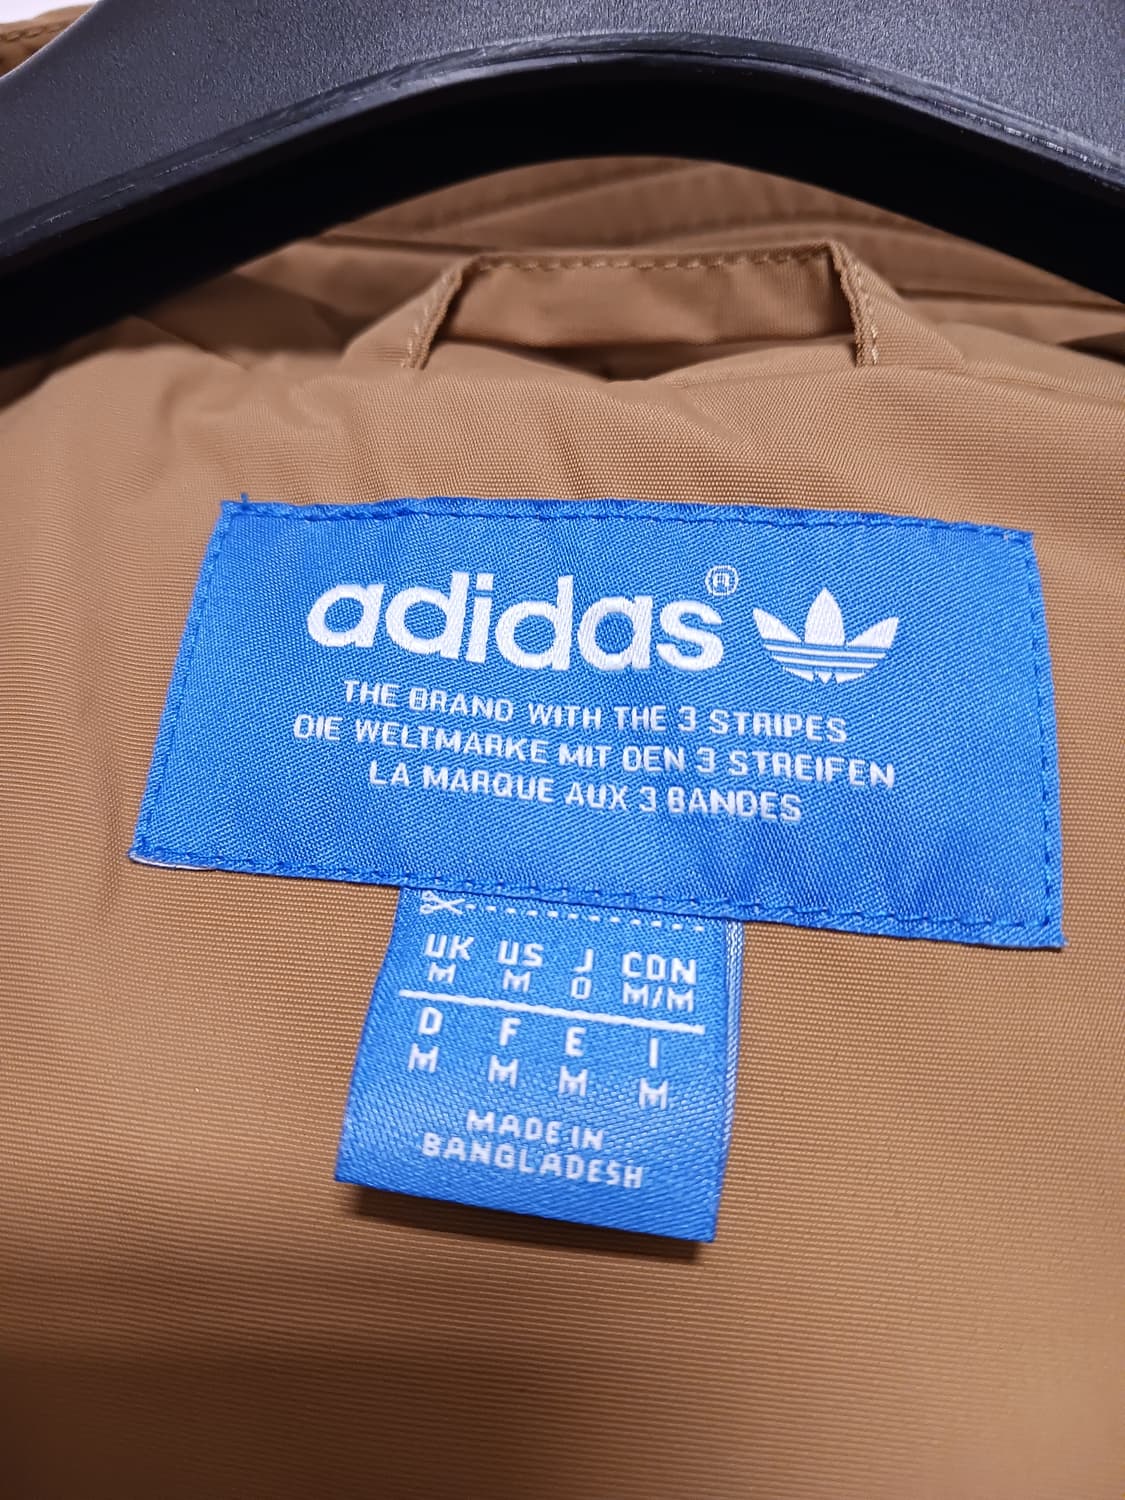 adidas®
THE BRAND WITH THE 3 STRIPES
DIE WELTMARKE MIT DEN 3 STREIFEN
LA MARQUE AUX 3 BANDES
UK US J CDN
M M O M/M
D F E I
M M M M
MADE IN
BANGLADESH